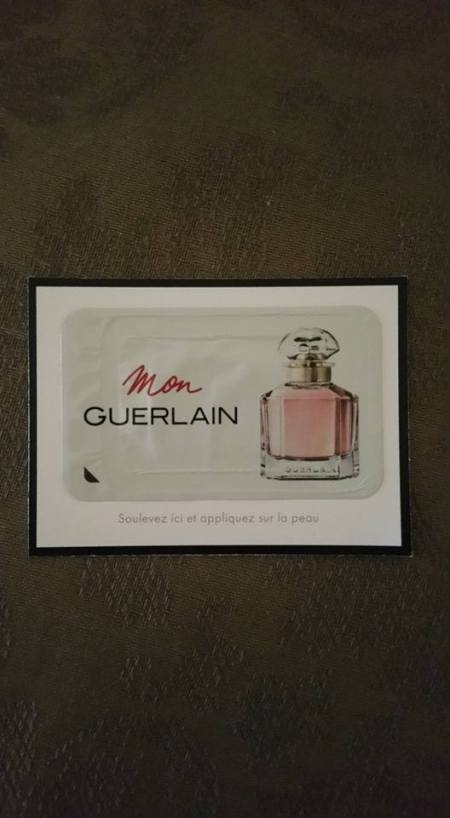 Mon
GUERLAIN
GUERLAIN
Soulevez ici et appliquez sur la peau